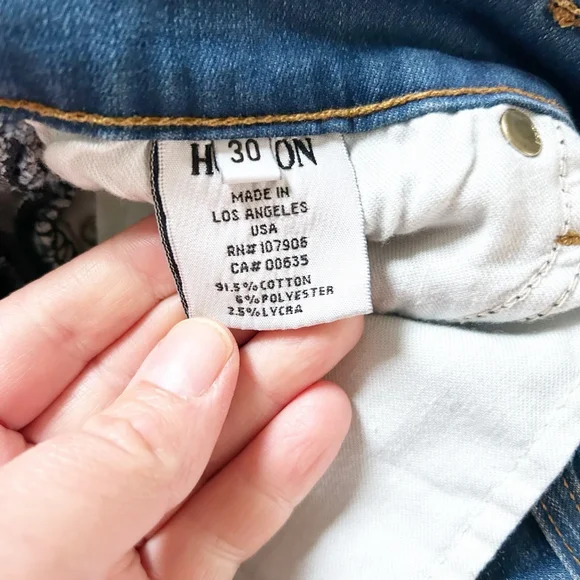 30
MADE IN
LOS ANGELES
USA
RN# 107906
CA# 00635
91.5% COTTON
6% POLYESTER
2.5% LYCRA